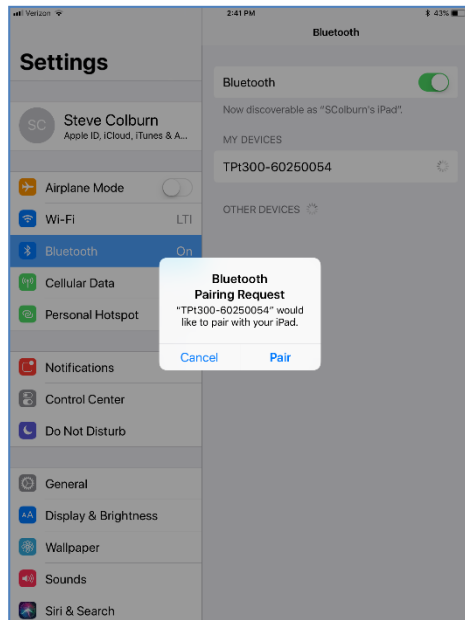 Verizon
2:41 PM
43%
Settings
Bluetooth
SC
Steve Colburn
Apple ID, iCloud, iTunes & A...
Airplane Mode
Wi-Fi LTI
Bluetooth On
Cellular Data
Personal Hotspot
Notifications
Control Center
Do Not Disturb
General
Display & Brightness
AA
Wallpaper
Sounds
Siri & Search
Bluetooth
Now discoverable as "SColburn's iPad".
MY DEVICES
TPt300-60250054
OTHER DEVICES
Bluetooth
Pairing Request
"TPt300-60250054" would
like to pair with your iPad.
Cancel Pair